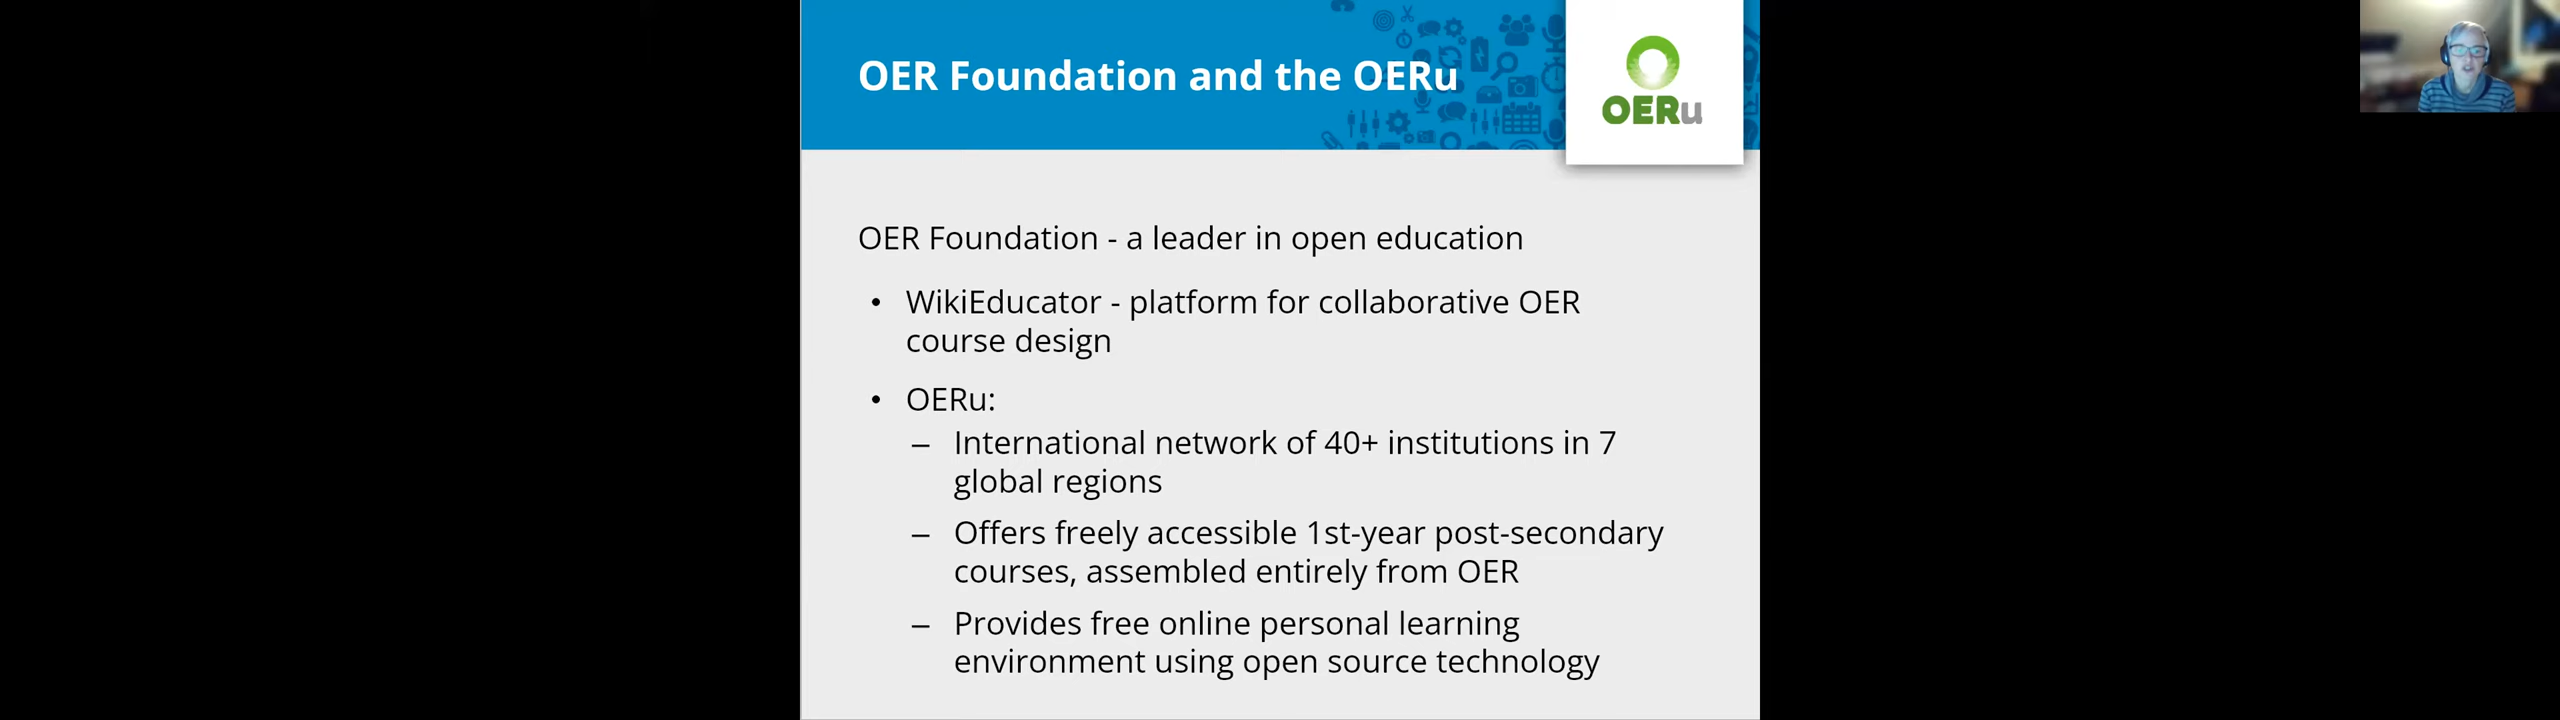 OER Foundation and the OERu
OERu
OER Foundation - a leader in open education
• WikiEducator - platform for collaborative OER
course design
• OERu:
– International network of 40+ institutions in 7
global regions
– Offers freely accessible 1st-year post-secondary
courses, assembled entirely from OER
– Provides free online personal learning
environment using open source technology